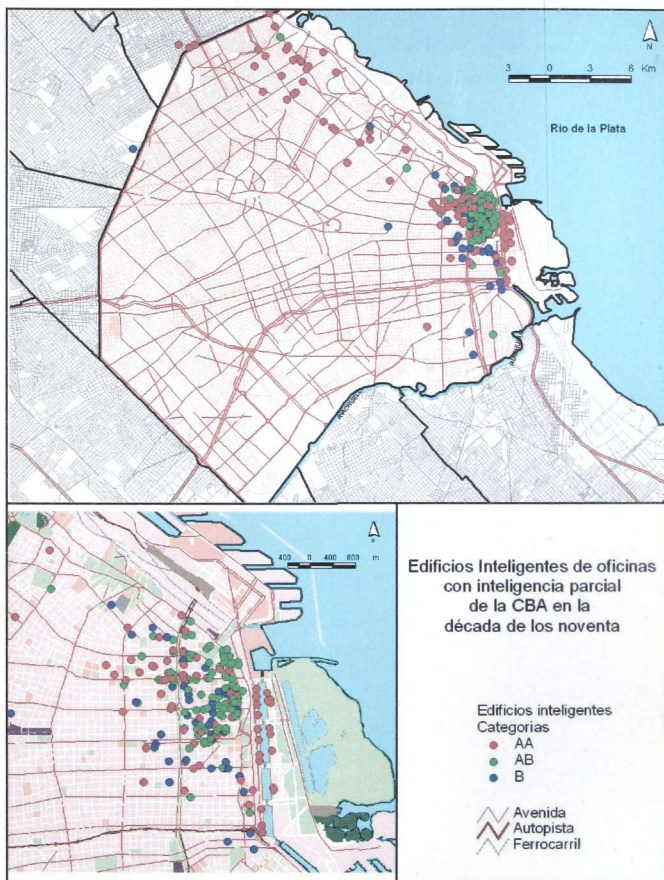 N
3 0 3 6 Km
Río de la Plata
RIACHUELO
400 0 400 800 m
Edificios Inteligentes de oficinas
con inteligencia parcial
de la CBA en la
década de los noventa
Edificios inteligentes
Categorias
AA
AB
B
Avenida
Autopista
Ferrocarril